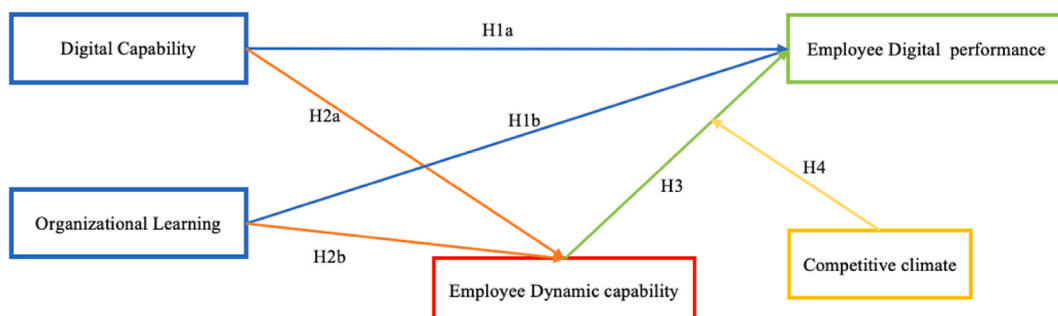 Digital Capability
H1a
Employee Digital performance
H2a
H1b
H4
H3
Organizational Learning
H2b
Competitive climate
Employee Dynamic capability